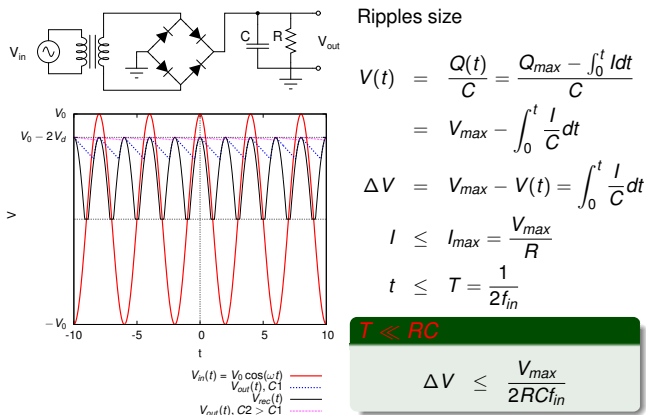 Ripples size
V_in
C
R
V_out
V(t) = Q(t)/C = (Q_max − ∫_0^t Idt)/C
= V_max − ∫_0^t I/C dt
ΔV = V_max − V(t) = ∫_0^t I/C dt
I ≤ I_max = V_max/R
t ≤ T = 1/(2f_in)
T ≪ RC
ΔV ≤ V_max/(2RCf_in)
V_0
V_0 − 2V_d
V
−V_0
-10 -5 0 5 10
t
V_in(t) = V_0 cos(ωt)
V_out(t), C1
V_rec(t)
V_out(t), C2 > C1